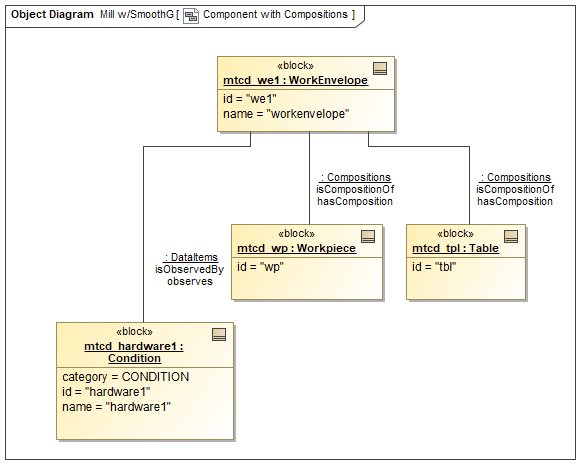 Object Diagram Mill w/SmoothG [ Component with Compositions ]
«block»
mtcd_we1 : WorkEnvelope
id = "we1"
name = "workenvelope"
: Compositions
isCompositionOf
hasComposition
: Compositions
isCompositionOf
hasComposition
«block»
mtcd_wp : Workpiece
id = "wp"
«block»
mtcd_tpl : Table
id = "tbl"
: DataItems
isObservedBy
observes
«block»
mtcd_hardware1 :
Condition
category = CONDITION
id = "hardware1"
name = "hardware1"